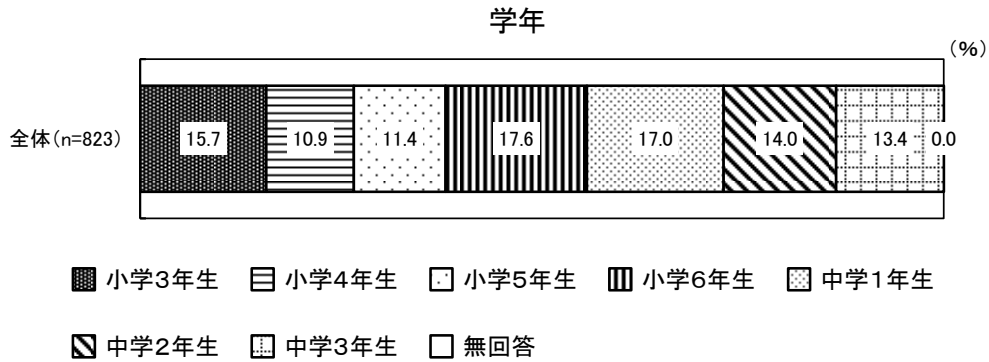 学年
(%)
全体(n=823) 15.7 10.9 11.4 17.6 17.0 14.0 13.4 0.0
小学3年生 小学4年生 小学5年生 小学6年生 中学1年生
中学2年生 中学3年生 無回答